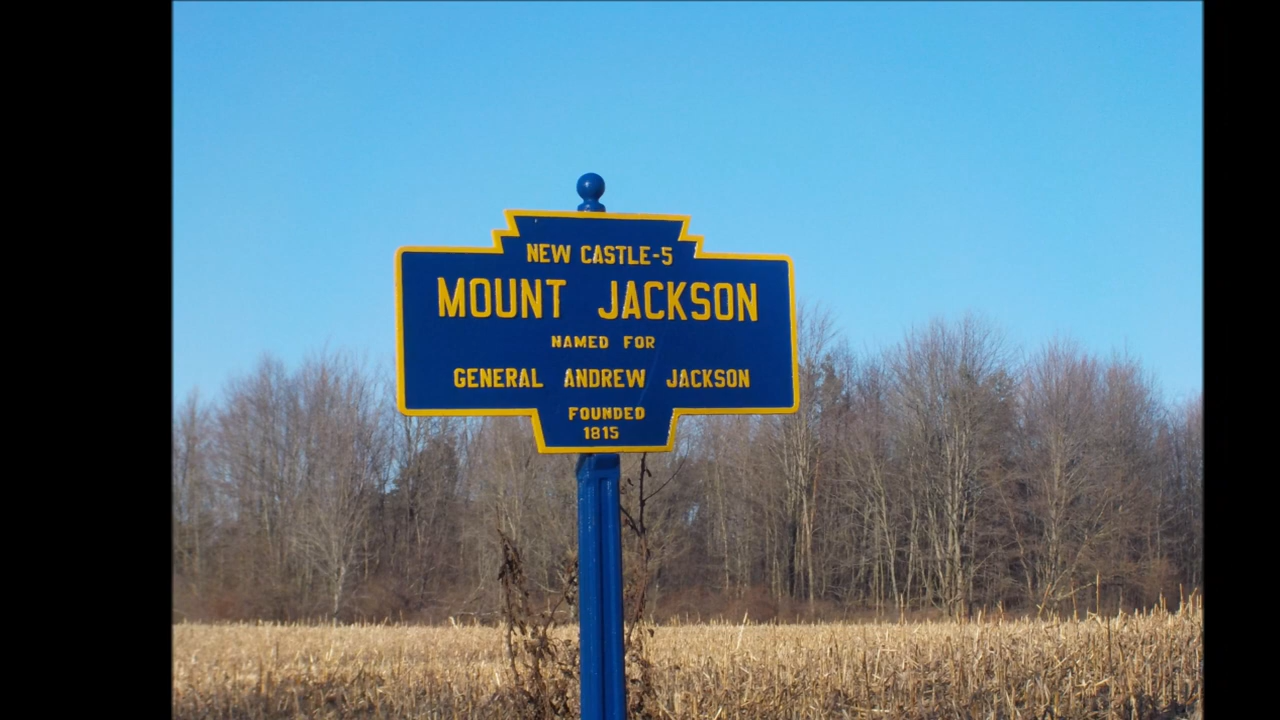 NEW CASTLE-5
MOUNT JACKSON
NAMED FOR
GENERAL ANDREW JACKSON
FOUNDED
1815